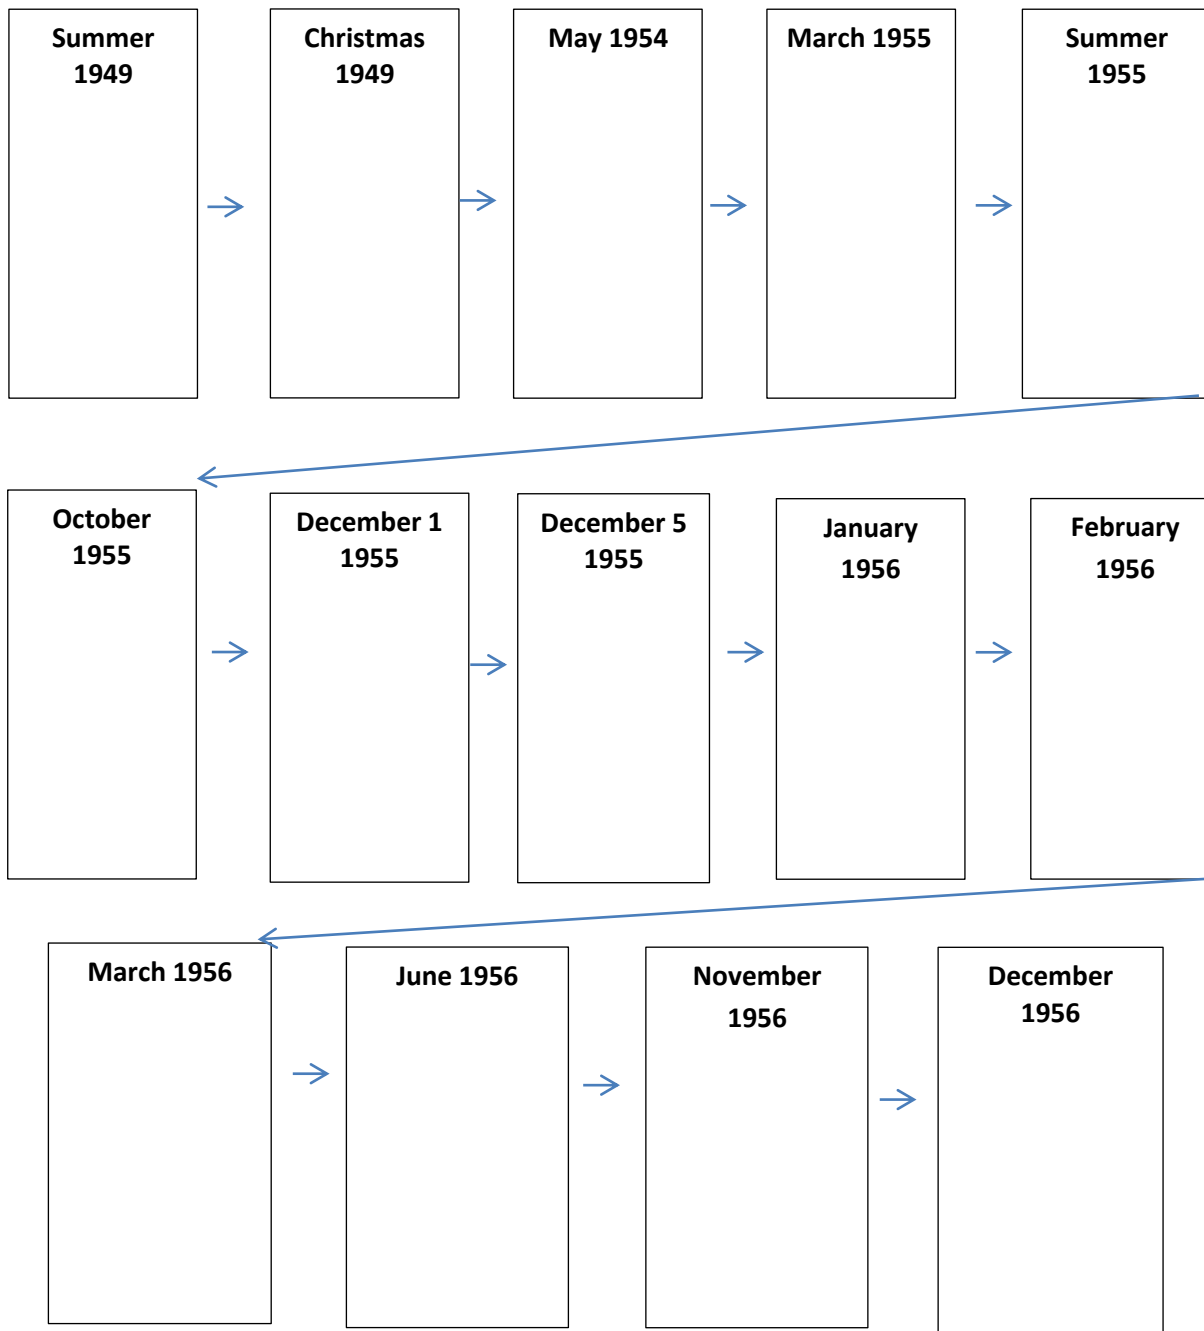 Summer
1949
Christmas
1949
May 1954
March 1955
Summer
1955
October
1955
December 1
1955
December 5
1955
January
1956
February
1956
March 1956
June 1956
November
1956
December
1956